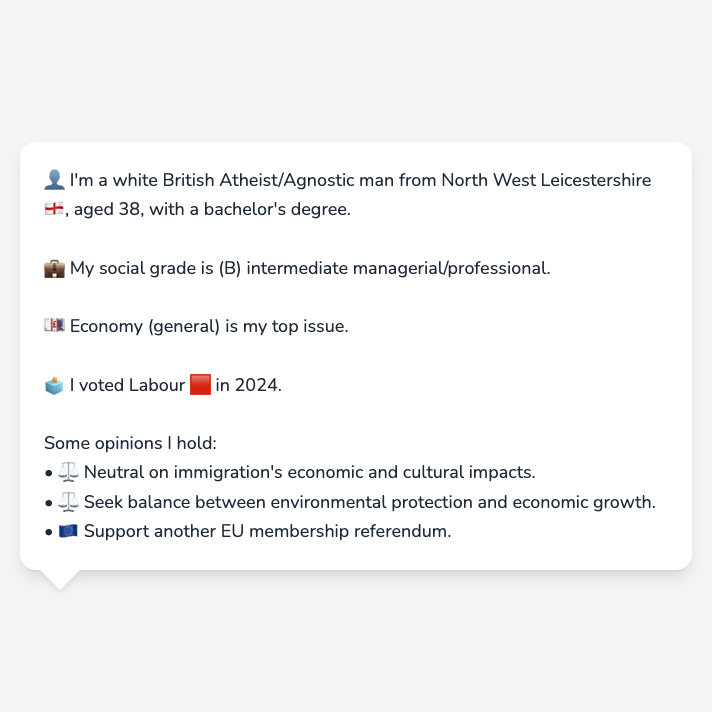 👤 I'm a white British Atheist/Agnostic man from North West Leicestershire
🏴󠁧󠁢󠁥󠁮󠁧󠁿, aged 38, with a bachelor's degree.
💼 My social grade is (B) intermediate managerial/professional.
💷 Economy (general) is my top issue.
🗳️ I voted Labour 🟥 in 2024.
Some opinions I hold:
• ⚖️ Neutral on immigration's economic and cultural impacts.
• ⚖️ Seek balance between environmental protection and economic growth.
• 🇪🇺 Support another EU membership referendum.